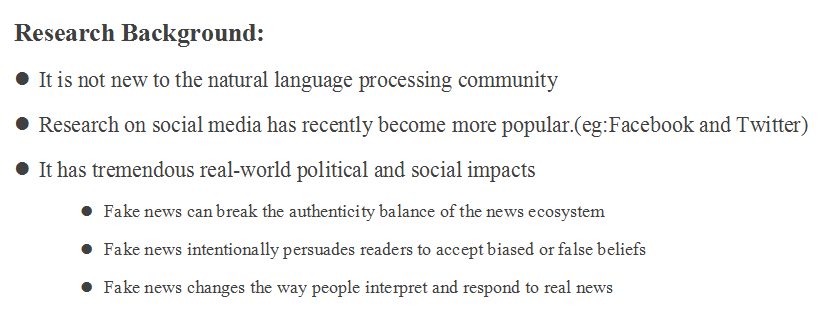 Research Background:
● It is not new to the natural language processing community
● Research on social media has recently become more popular.(eg:Facebook and Twitter)
● It has tremendous real-world political and social impacts
● Fake news can break the authenticity balance of the news ecosystem
● Fake news intentionally persuades readers to accept biased or false beliefs
● Fake news changes the way people interpret and respond to real news